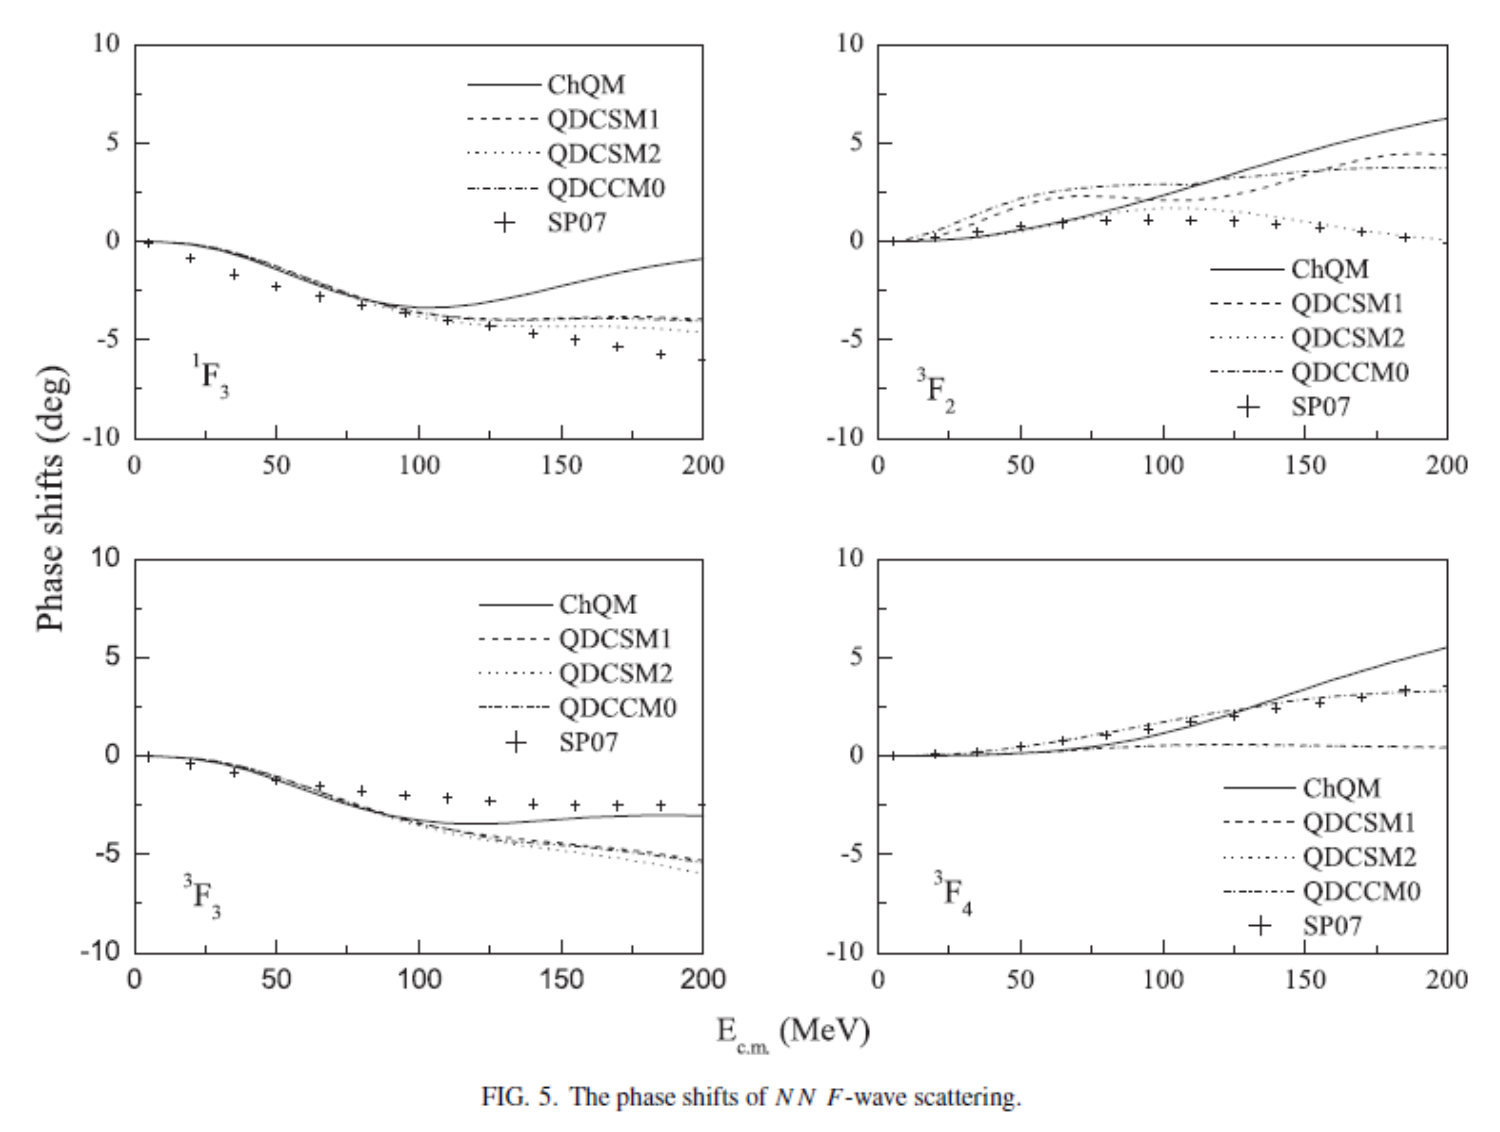 Phase shifts (deg)
10
5
0
-5
-10
0 50 100 150 200
ChQM
QDCSM1
QDCSM2
QDCCM0
SP07
1F3
10
5
0
-5
-10
0 50 100 150 200
ChQM
QDCSM1
QDCSM2
QDCCM0
SP07
3F2
10
5
0
-5
-10
0 50 100 150 200
ChQM
QDCSM1
QDCSM2
QDCCM0
SP07
3F3
10
5
0
-5
-10
0 50 100 150 200
ChQM
QDCSM1
QDCSM2
QDCCM0
SP07
3F4
Ec.m. (MeV)
FIG. 5. The phase shifts of NN F-wave scattering.